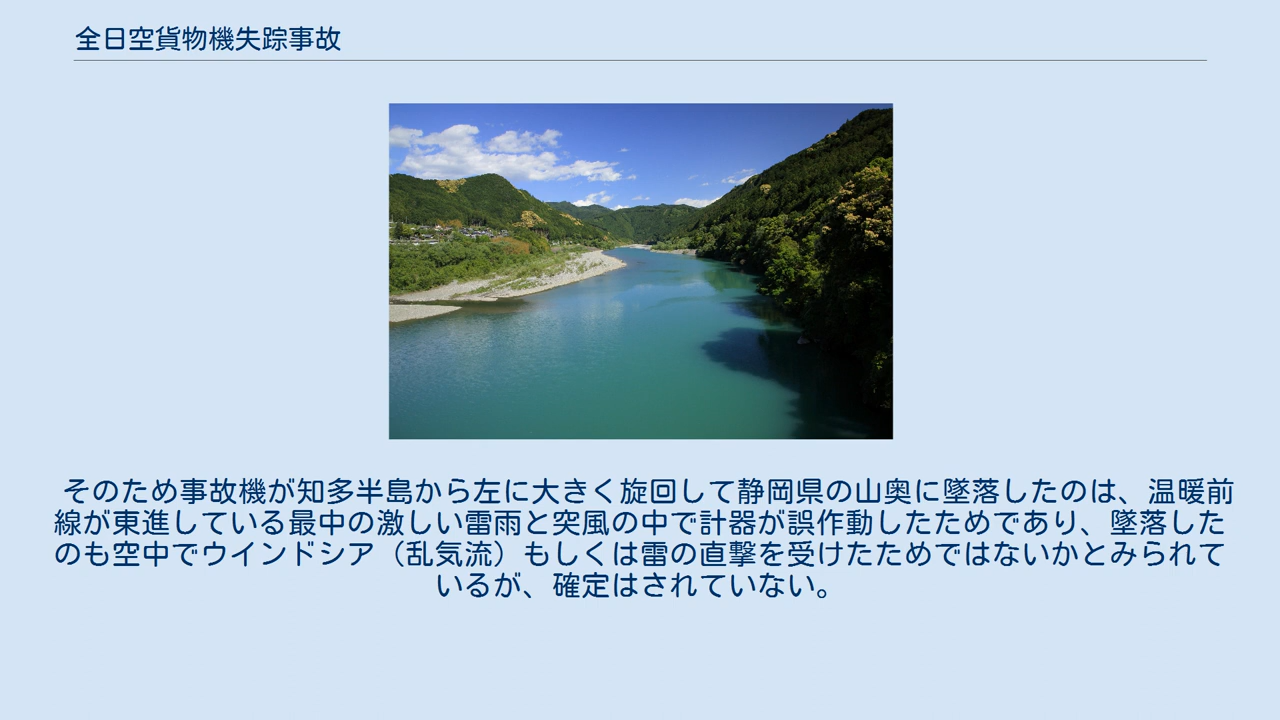 全日空貨物機失踪事故
そのため事故機が知多半島から左に大きく旋回して静岡県の山奥に墜落したのは、温暖前
線が東進している最中の激しい雷雨と突風の中で計器が誤作動したためであり、墜落した
のも空中でウインドシア（乱気流）もしくは雷の直撃を受けたためではないかとみられて
いるが、確定はされていない。